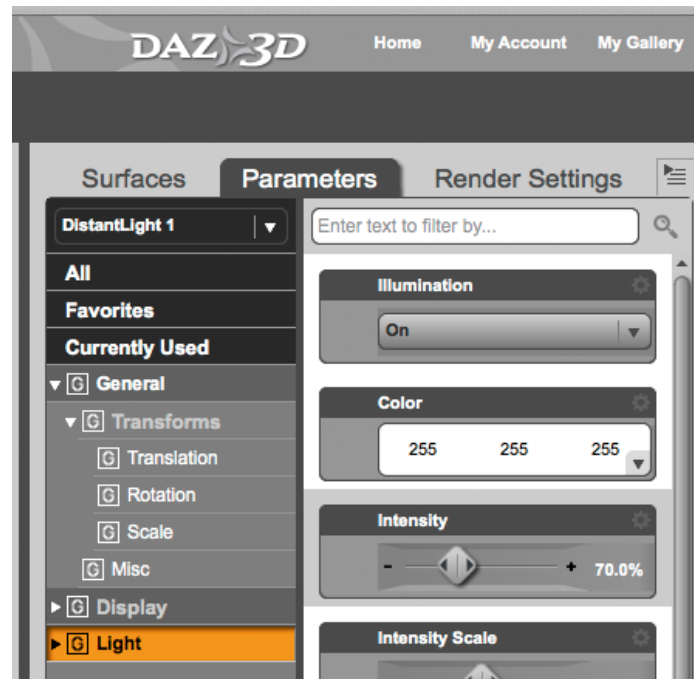 DAZ 3D Home My Account My Gallery
Surfaces Parameters Render Settings
DistantLight 1
All
Favorites
Currently Used
G General
G Transforms
G Translation
G Rotation
G Scale
G Misc
G Display
G Light
Enter text to filter by...
Illumination
On
Color
255 255 255
Intensity
- + 70.0%
Intensity Scale